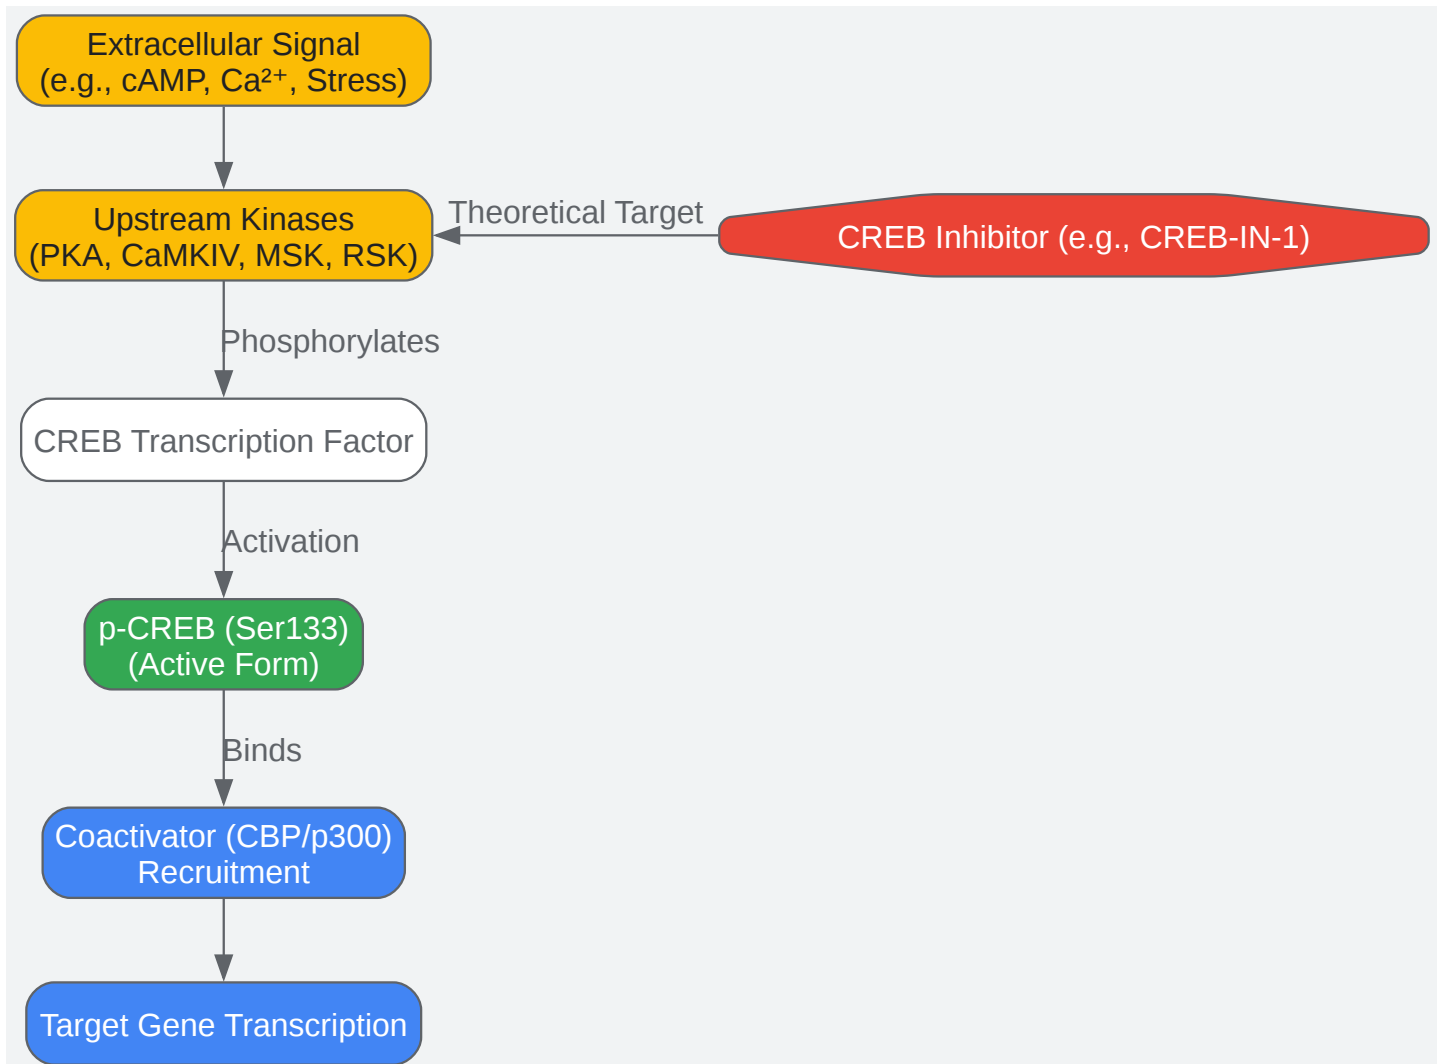 Extracellular Signal
(e.g., cAMP, Ca²⁺, Stress)
Upstream Kinases
(PKA, CaMKIV, MSK, RSK)
Theoretical Target
CREB Inhibitor (e.g., CREB-IN-1)
Phosphorylates
CREB Transcription Factor
Activation
p-CREB (Ser133)
(Active Form)
Binds
Coactivator (CBP/p300)
Recruitment
Target Gene Transcription